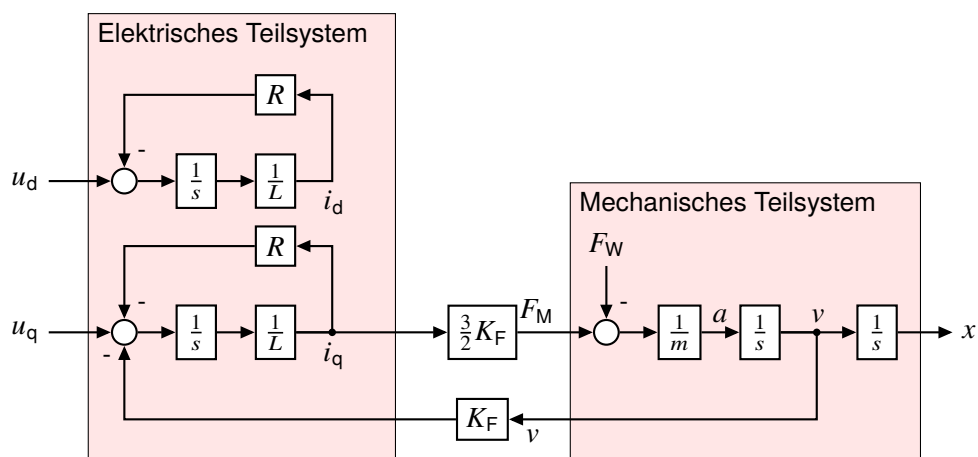 Elektrisches Teilsystem
R
-
u_d
1/s
1/L
i_d
Mechanisches Teilsystem
R
F_W
-
-
u_q
1/s
1/L
3/2 K_F
F_M
1/m
a
1/s
v
1/s
x
-
i_q
K_F
v